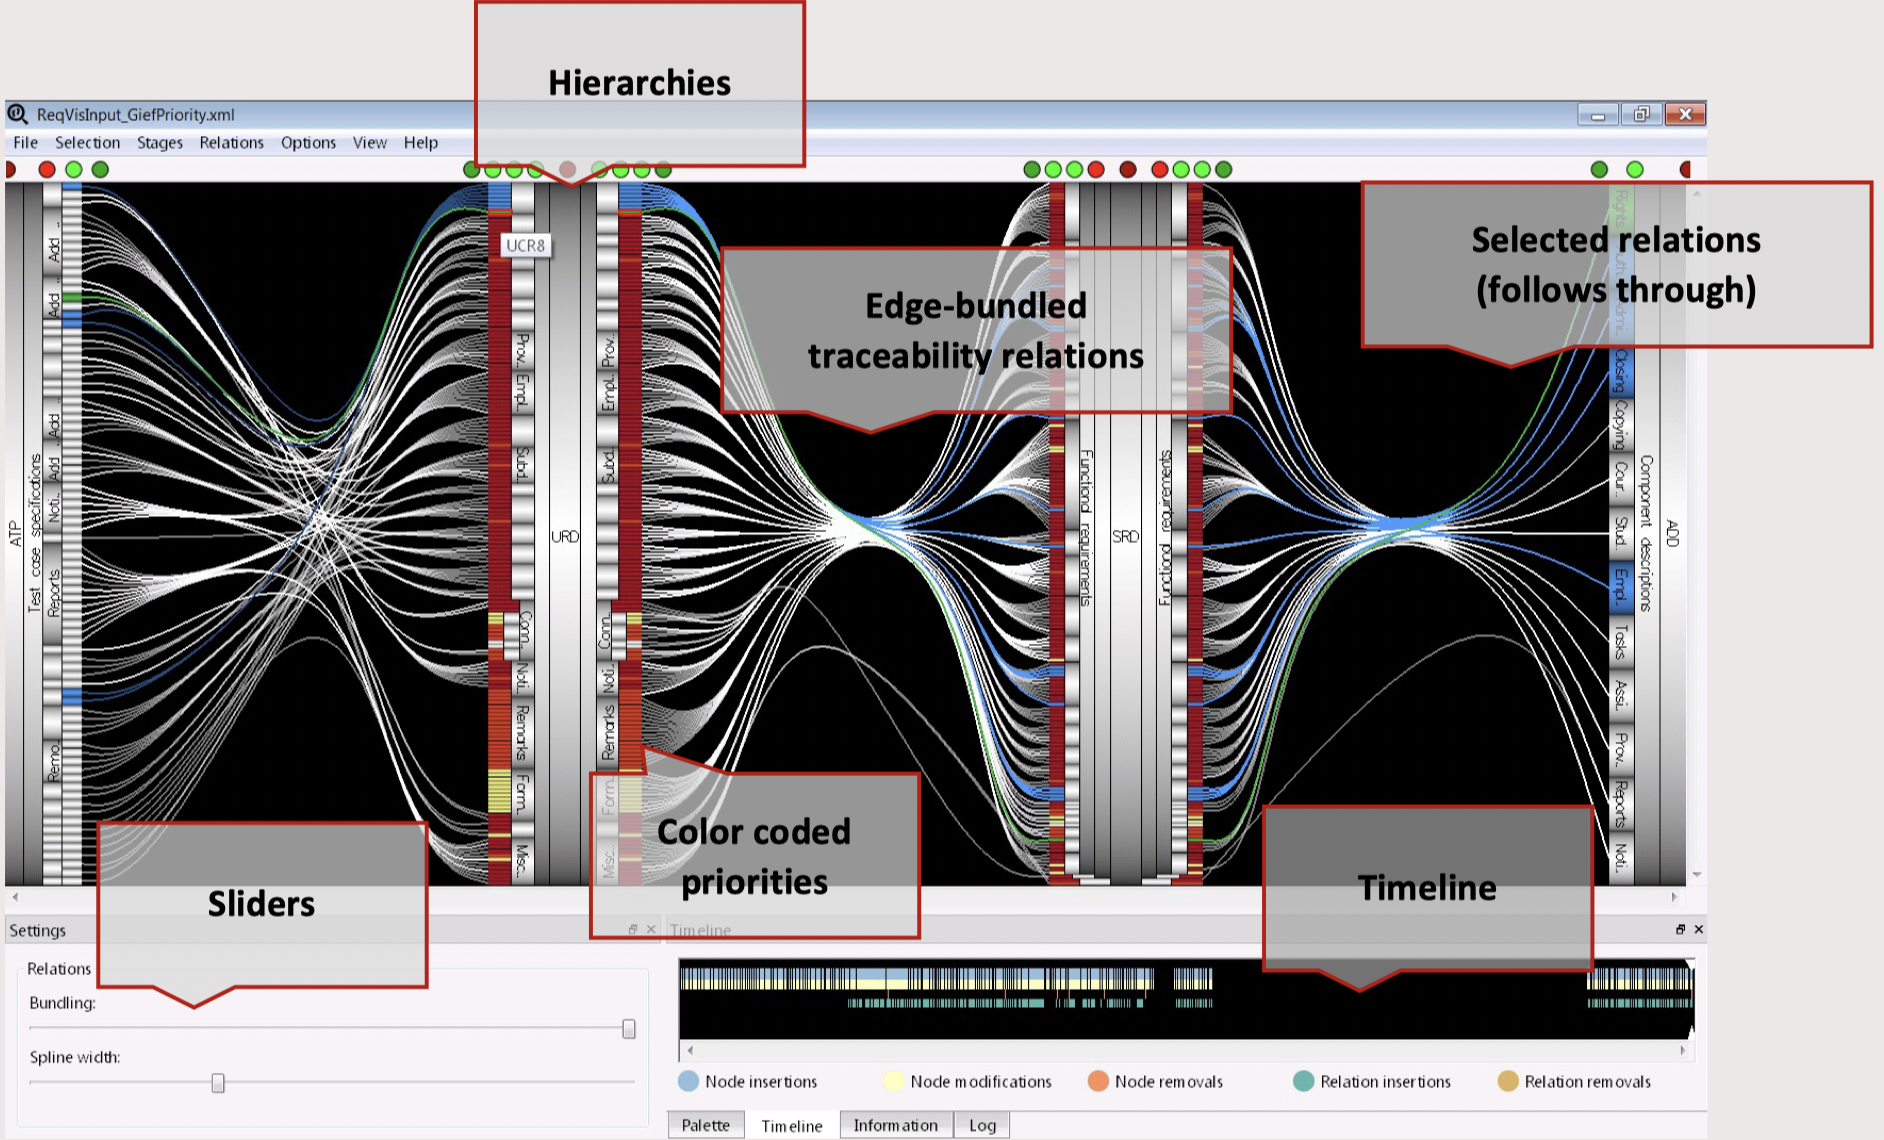 Hierarchies
ReqVisInput_GiefPriority.xml
File Selection Stages Relations Options View Help
Selected relations
(follows through)
UCR8
Edge-bundled
traceability relations
ATP
Test case specifications
Add ..
Add ..
Add
Add
Noti..
Reports
Remo..
Prov..
Empl..
Subd..
Conn..
Noti..
Remarks
Form..
Misc..
URD
Prov..
Empl..
Subd..
Conn..
Noti..
Remarks
Form..
Misc..
Functional requirements
SRD
Functional requirements
Rights
Closing
Copying
Cour..
Stud..
Empl..
Tasks
Assi..
Prov..
Reports
Noti..
Component descriptions
ADD
Color coded
priorities
Sliders
Timeline
Settings
Timeline
Relations
Bundling:
Spline width:
Node insertions Node modifications Node removals Relation insertions Relation removals
Palette Timeline Information Log